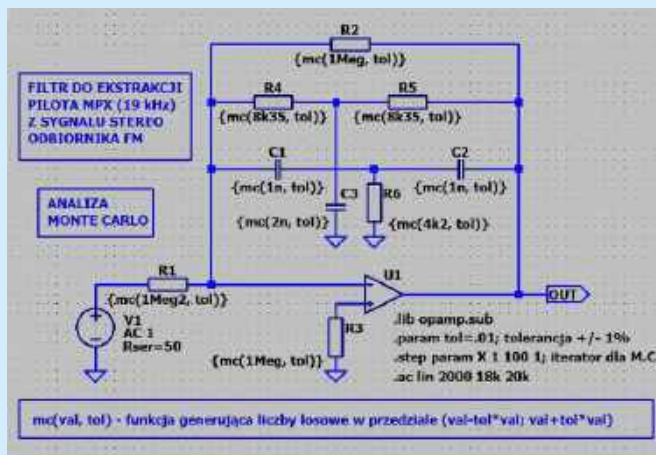 R2
{mc(1Meg, tol)}
FILTR DO EKSTRAKCJI
PILOTA MPX (19 kHz)
Z SYGNALU STEREO
ODBIORNIKA FM
R4
{mc(8k35, tol)}
R5
{mc(8k35, tol)}
C1
{mc(1n, tol)}
C2
{mc(1n, tol)}
C3
{mc(2n, tol)}
R6
{mc(4k2, tol)}
ANALIZA
MONTE CARLO
R1
{mc(1Meg2, tol)}
U1
OUT
V1
AC 1
Rser=50
R3
{mc(1Meg, tol)}
.lib opamp.sub
.param tol=.01; tolerancja +/- 1%
.step param X 1 100 1; iterator dla M.C
.ac lin 2000 18k 20k
mc(val, tol) - funkcja generująca liczby losowe w przedziale (val-tol*val; val+tol*val)